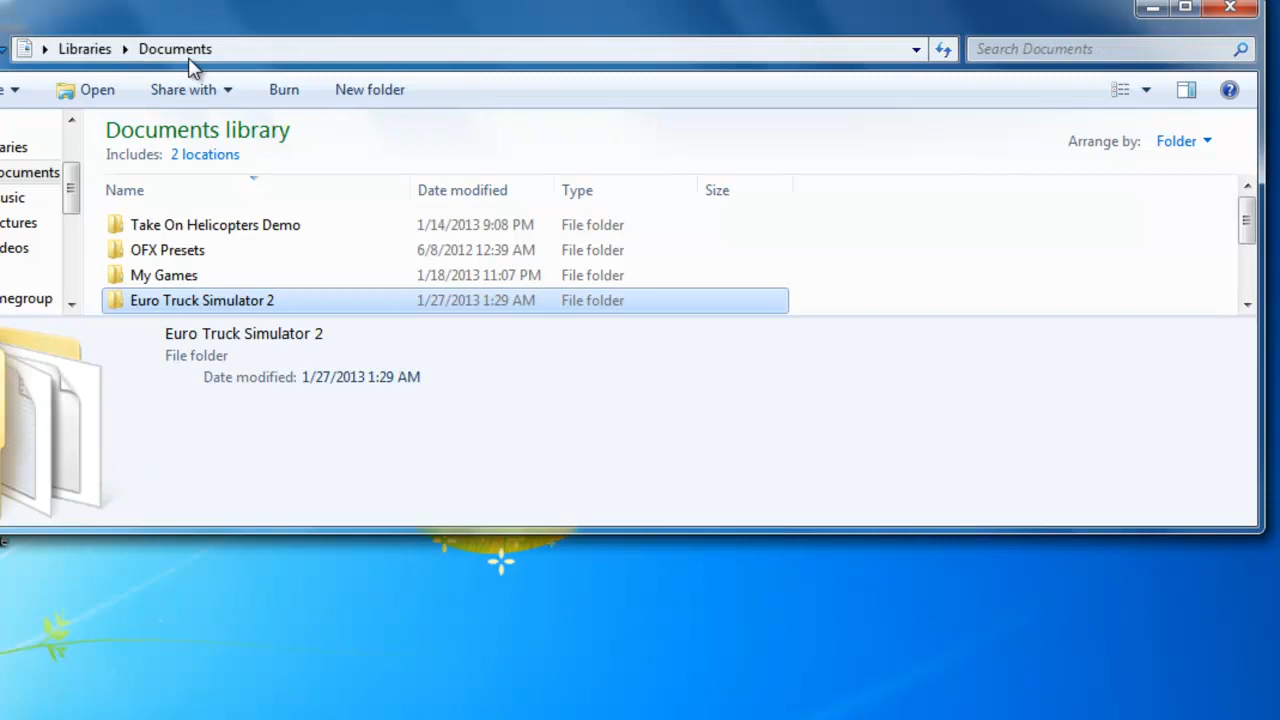 Libraries Documents Search Documents
e Open Share with Burn New folder
Documents library
Includes: 2 locations
Arrange by: Folder
aries
ocuments
usic
ctures
deos
megroup
Name Date modified Type Size
Take On Helicopters Demo 1/14/2013 9:08 PM File folder
OFX Presets 6/8/2012 12:39 AM File folder
My Games 1/18/2013 11:07 PM File folder
Euro Truck Simulator 2 1/27/2013 1:29 AM File folder
Euro Truck Simulator 2
File folder
Date modified: 1/27/2013 1:29 AM